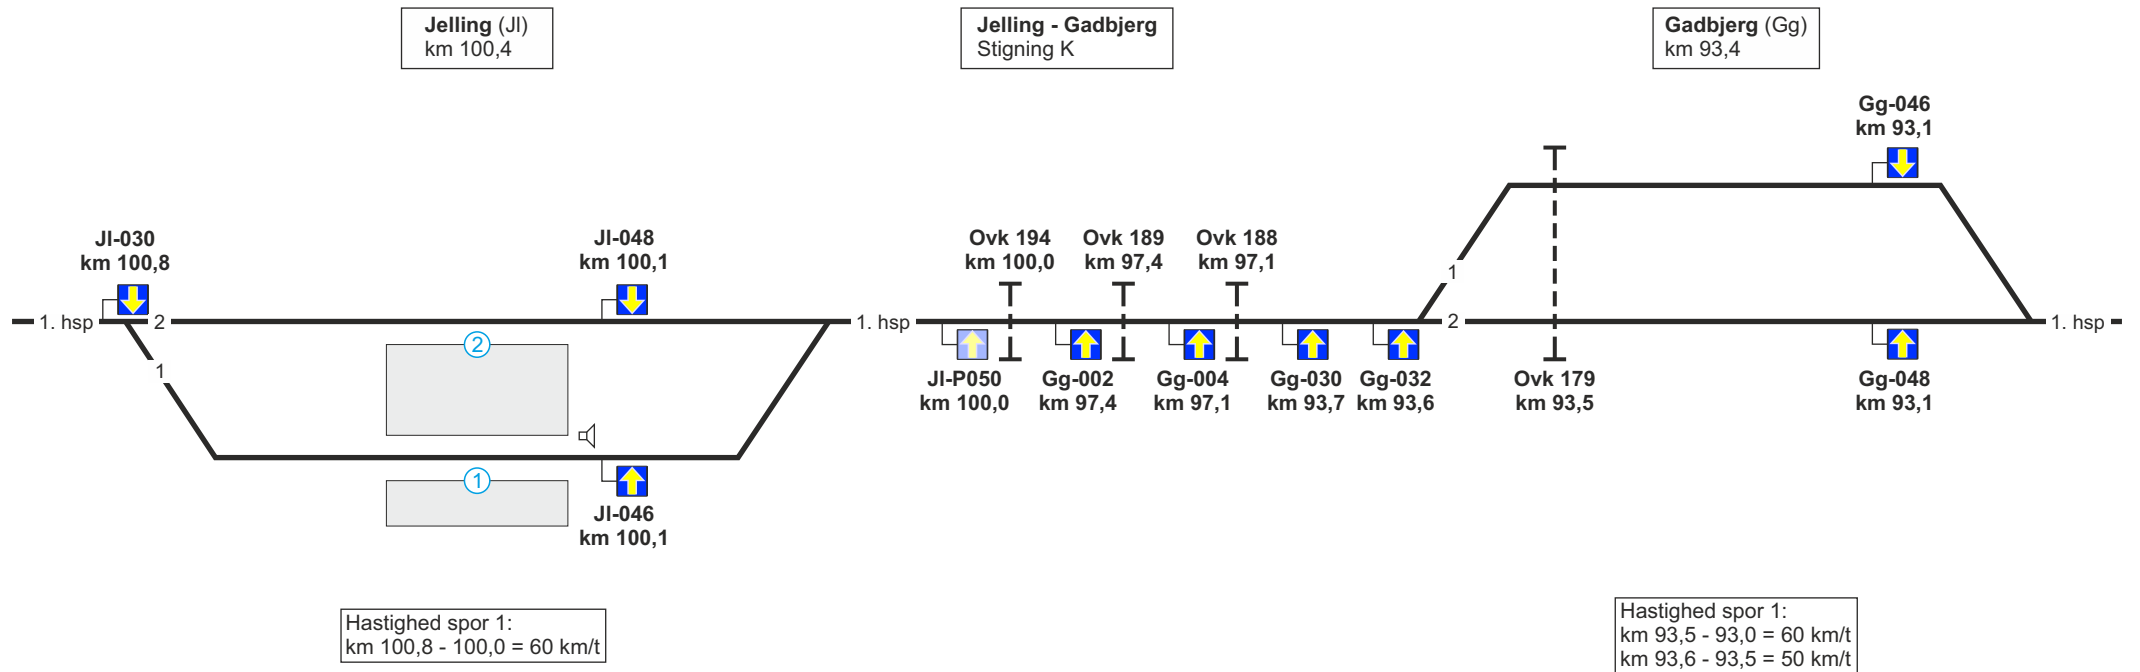 Jelling (Jl)
km 100,4
Jelling - Gadbjerg
Stigning K
Gadbjerg (Gg)
km 93,4
Gg-046
km 93,1
Jl-030
km 100,8
Jl-048
km 100,1
Ovk 194
km 100,0
Ovk 189
km 97,4
Ovk 188
km 97,1
1
1. hsp
2
1. hsp
2
1. hsp
2
1
Jl-P050
km 100,0
Gg-002
km 97,4
Gg-004
km 97,1
Gg-030
km 93,7
Gg-032
km 93,6
Ovk 179
km 93,5
Gg-048
km 93,1
1
Jl-046
km 100,1
Hastighed spor 1:
km 100,8 - 100,0 = 60 km/t
Hastighed spor 1:
km 93,5 - 93,0 = 60 km/t
km 93,6 - 93,5 = 50 km/t